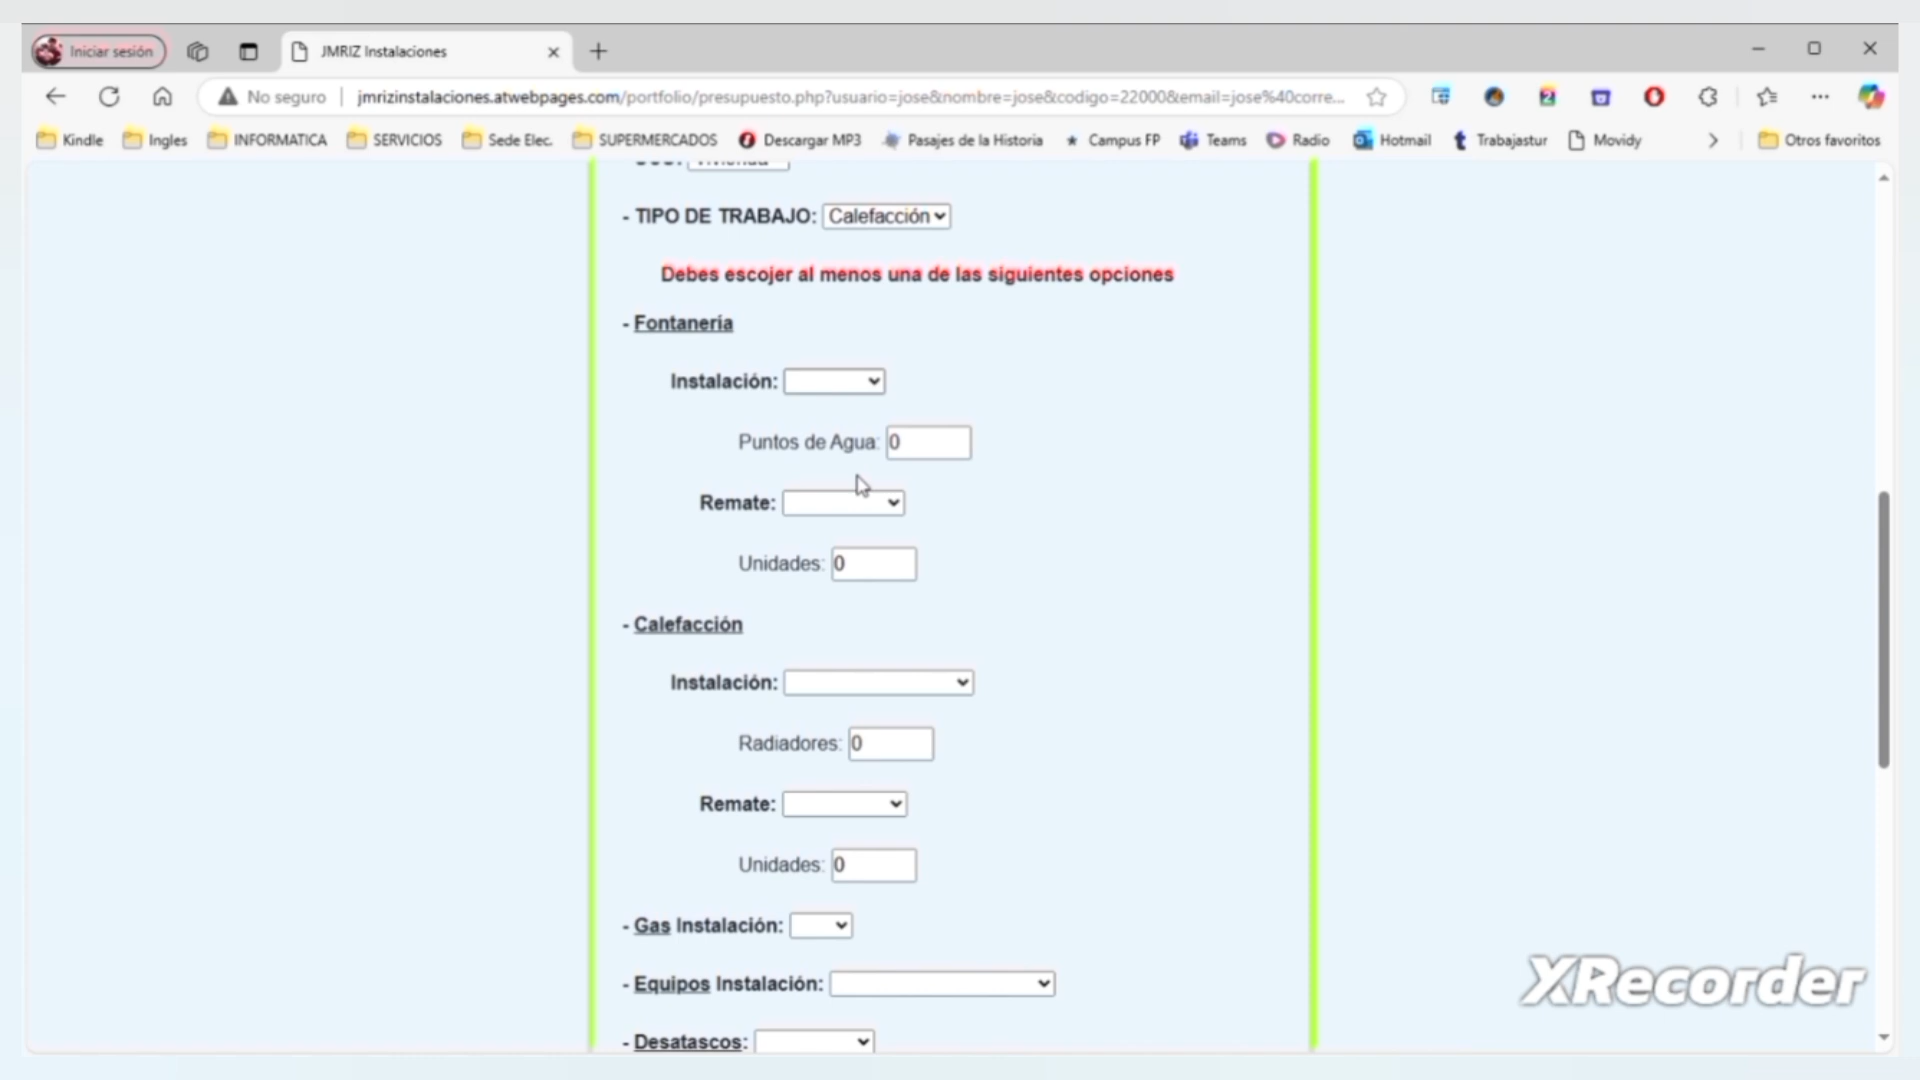 Iniciar sesión
JMRIZ Instalaciones
No seguro
jmrizinstalaciones.atwebpages.com/portfolio/presupuesto.php?usuario=jose&nombre=jose&codigo=22000&email=jose%40corre...
Kindle
Ingles
INFORMATICA
SERVICIOS
Sede Elec.
SUPERMERCADOS
Descargar MP3
Pasajes de la Historia
Campus FP
Teams
Radio
Hotmail
Trabajastur
Movidy
Otros favoritos
- TIPO DE TRABAJO: Calefacción
Debes escojer al menos una de las siguientes opciones
- Fontanería
Instalación:
Puntos de Agua: 0
Remate:
Unidades: 0
- Calefacción
Instalación:
Radiadores: 0
Remate:
Unidades: 0
- Gas Instalación:
- Equipos Instalación:
- Desatascos:
XRecorder